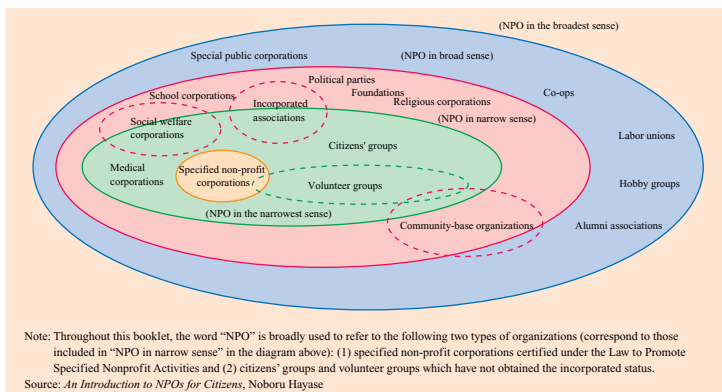 (NPO in the broadest sense)
Special public corporations
(NPO in broad sense)
Political parties
School corporations
Foundations
Co-ops
Incorporated
associations
Religious corporations
(NPO in narrow sense)
Social welfare
corporations
Labor unions
Citizens' groups
Medical
corporations
Specified non-profit
corporations
Volunteer groups
Hobby groups
(NPO in the narrowest sense)
Community-base organizations
Alumni associations
Note: Throughout this booklet, the word “NPO” is broadly used to refer to the following two types of organizations (correspond to those
included in “NPO in narrow sense” in the diagram above): (1) specified non-profit corporations certified under the Law to Promote
Specified Nonprofit Activities and (2) citizens’ groups and volunteer groups which have not obtained the incorporated status.
Source: An Introduction to NPOs for Citizens, Noboru Hayase